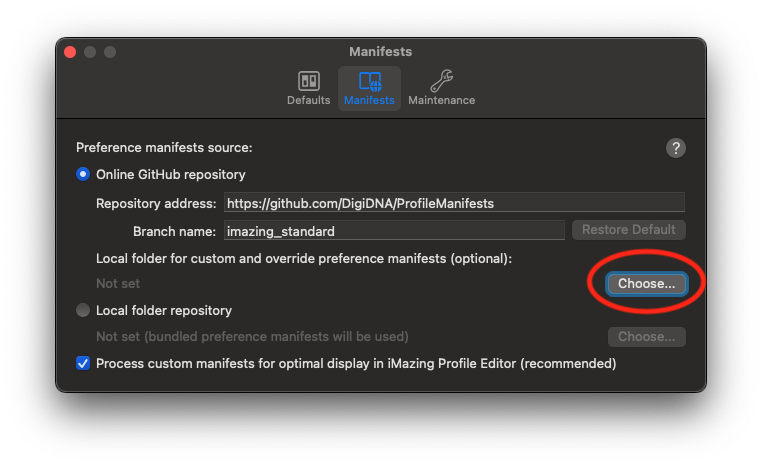 Manifests
Defaults Manifests Maintenance
Preference manifests source: ?
Online GitHub repository
Repository address: https://github.com/DigiDNA/ProfileManifests
Branch name: imazing_standard Restore Default
Local folder for custom and override preference manifests (optional):
Not set Choose...
Local folder repository
Not set (bundled preference manifests will be used) Choose...
Process custom manifests for optimal display in iMazing Profile Editor (recommended)